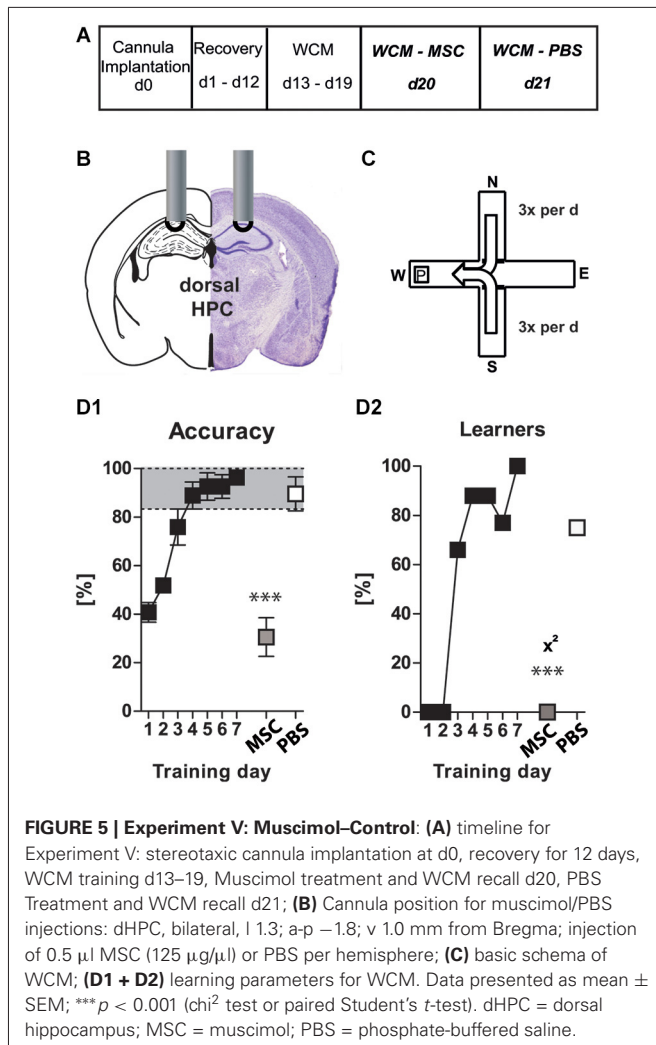 A
Cannula Implantation d0
Recovery d1 - d12
WCM d13 - d19
WCM - MSC d20
WCM - PBS d21
B
dorsal
HPC
C
N
3x per d
W
P
E
3x per d
S
D1
Accuracy
[%]
100
80
60
40
20
0
***
1 2 3 4 5 6 7 MSC PBS
Training day
D2
Learners
[%]
100
80
60
40
20
0
x²
***
1 2 3 4 5 6 7 MSC PBS
Training day
FIGURE 5 | Experiment V: Muscimol–Control: (A) timeline for
Experiment V: stereotaxic cannula implantation at d0, recovery for 12 days,
WCM training d13–19, Muscimol treatment and WCM recall d20, PBS
Treatment and WCM recall d21; (B) Cannula position for muscimol/PBS
injections: dHPC, bilateral, l 1.3; a-p −1.8; v 1.0 mm from Bregma; injection
of 0.5 μl MSC (125 μg/μl) or PBS per hemisphere; (C) basic schema of
WCM; (D1 + D2) learning parameters for WCM. Data presented as mean ±
SEM; ***p < 0.001 (chi² test or paired Student's t-test). dHPC = dorsal
hippocampus; MSC = muscimol; PBS = phosphate-buffered saline.